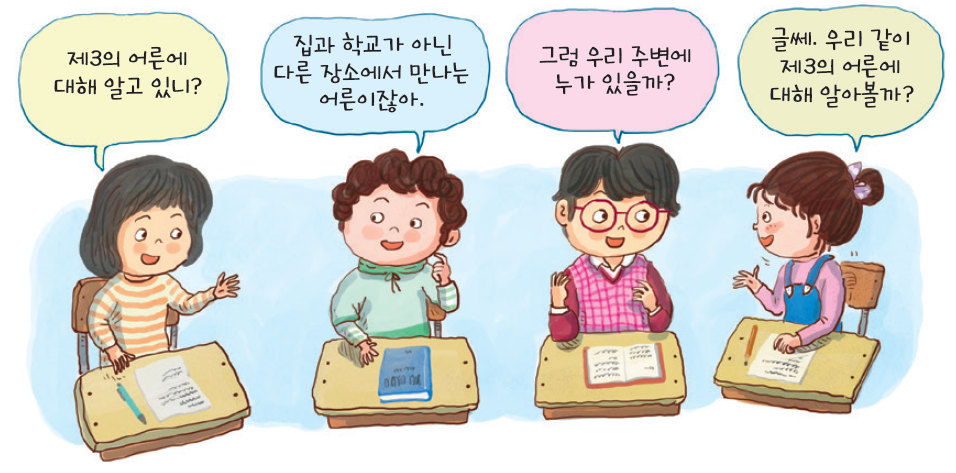 제3의 어른에
대해 알고 있니?
집과 학교가 아닌
다른 장소에서 만나는
어른이잖아.
그럼 우리 주변에
누가 있을까?
글쎄. 우리 같이
제3의 어른에
대해 알아볼까?